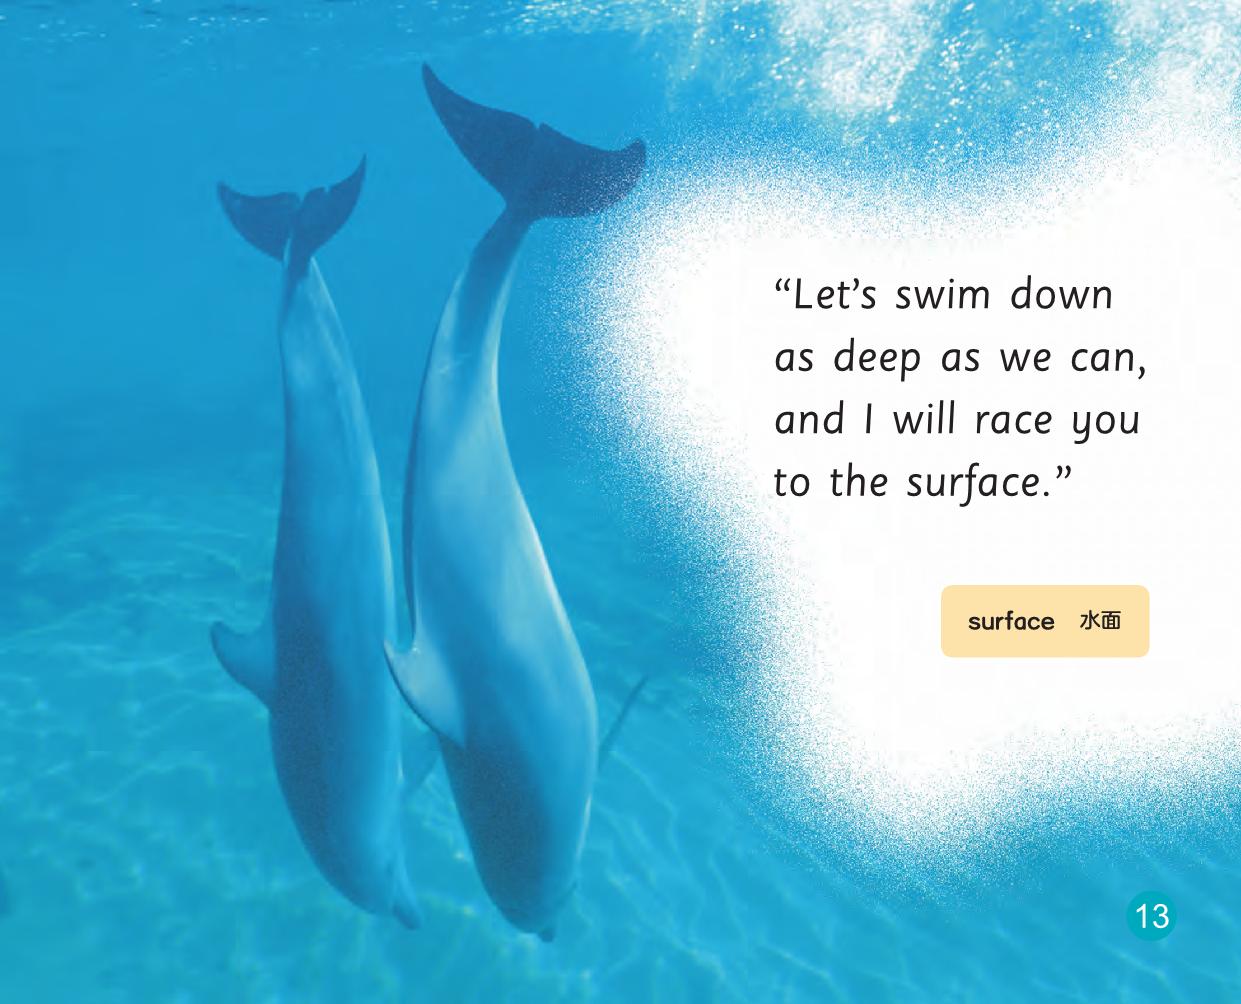 “Let’s swim down
as deep as we can,
and I will race you
to the surface.”
surface 水面
13